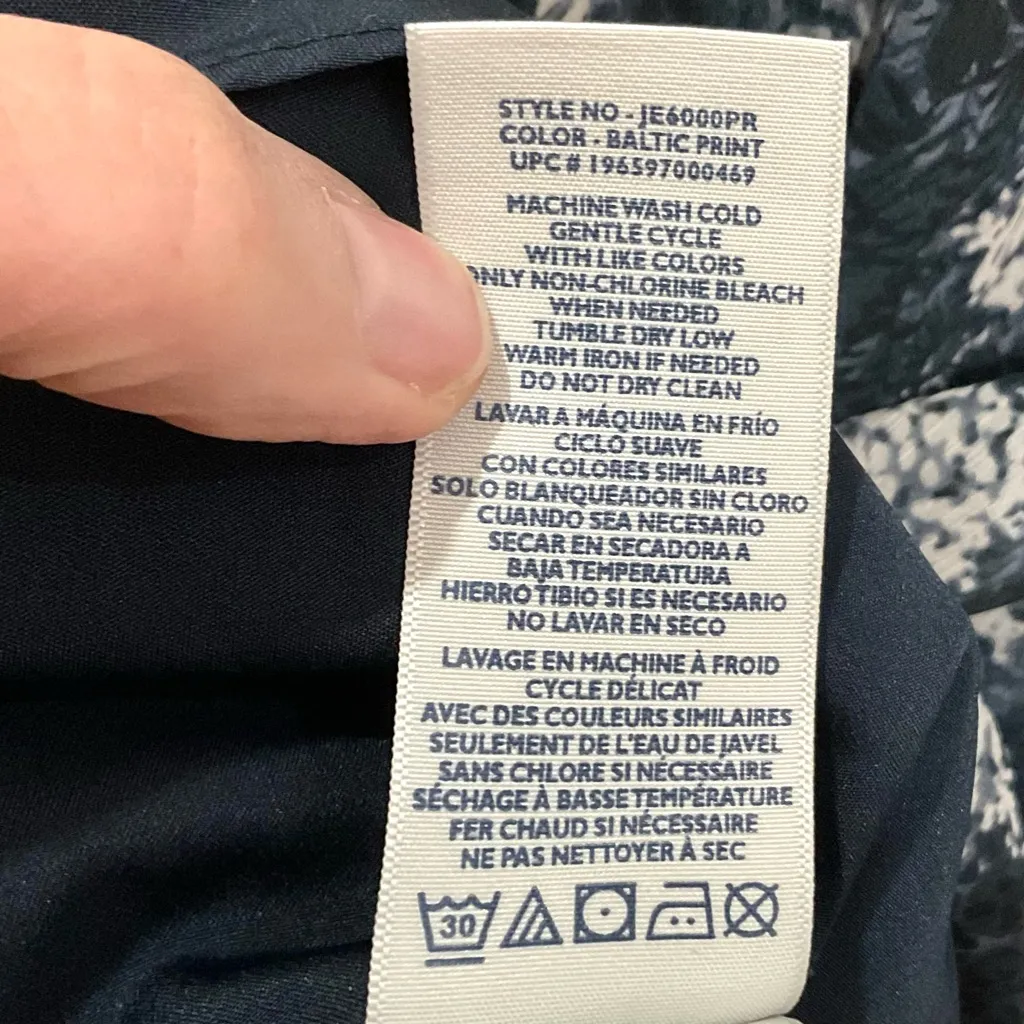 STYLE NO - JE6000PR
COLOR - BALTIC PRINT
UPC # 196597000469
MACHINE WASH COLD
GENTLE CYCLE
WITH LIKE COLORS
ONLY NON-CHLORINE BLEACH
WHEN NEEDED
TUMBLE DRY LOW
WARM IRON IF NEEDED
DO NOT DRY CLEAN
LAVAR A MÁQUINA EN FRÍO
CICLO SUAVE
CON COLORES SIMILARES
SOLO BLANQUEADOR SIN CLORO
CUANDO SEA NECESARIO
SECAR EN SECADORA A
BAJA TEMPERATURA
HIERRO TIBIO SI ES NECESARIO
NO LAVAR EN SECO
LAVAGE EN MACHINE À FROID
CYCLE DÉLICAT
AVEC DES COULEURS SIMILAIRES
SEULEMENT DE L'EAU DE JAVEL
SANS CHLORE SI NÉCESSAIRE
SÉCHAGE À BASSE TEMPÉRATURE
FER CHAUD SI NÉCESSAIRE
NE PAS NETTOYER À SEC
30